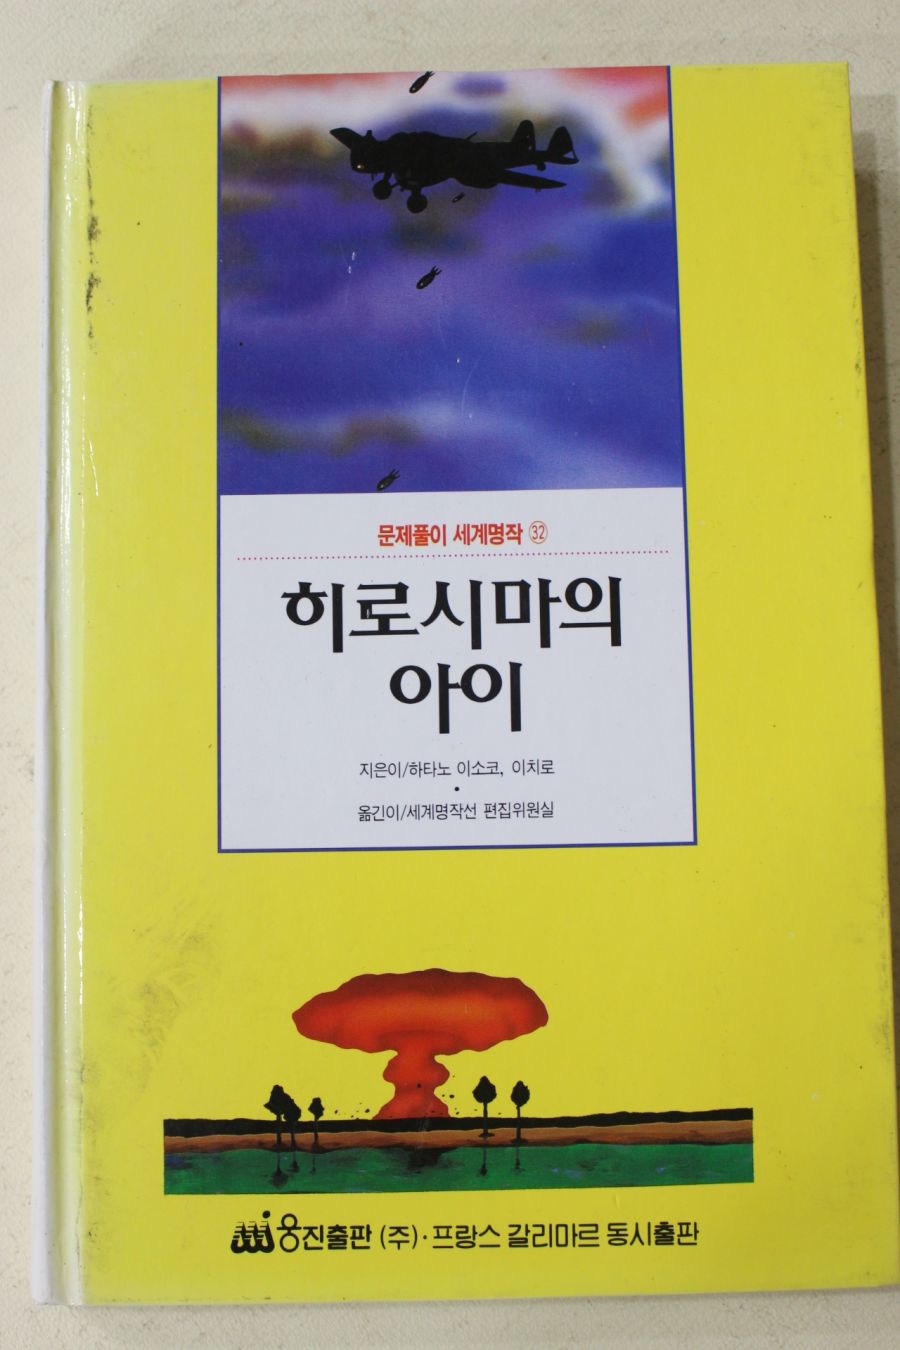 문제풀이 세계명작 ㉜
히로시마의
아이
지은이/하타노 이소코, 이치로
•
옮긴이/세계명작선 편집위원실
웅진출판 (주)·프랑스 갈리마르 동시출판